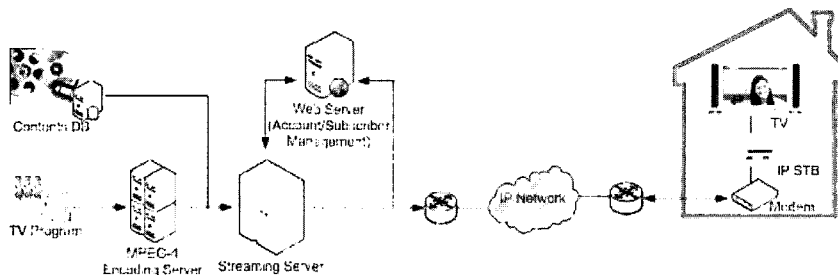 Contents DB
Web Server
(Account/Subscriber
Management)
TV Program
MPEG-4
Encoding Server
Streaming Server
IP Network
TV
IP STB
Modem